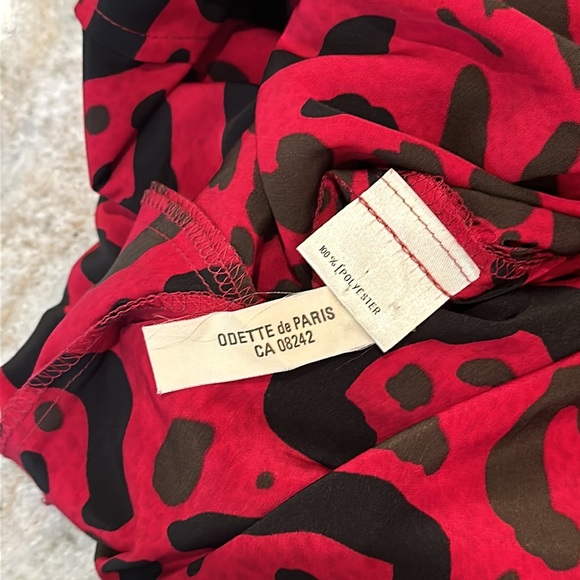 100% [POLYESTER
ODETTE de PARIS
CA 08242